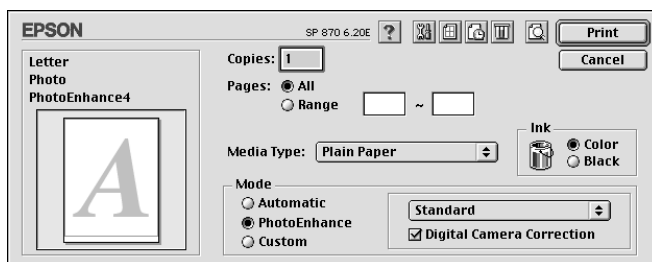 EPSON
SP 870 6.20E
?
Print
Cancel
Letter
Photo
PhotoEnhance4
A
Copies: 1
Pages: All
Range ~
Media Type: Plain Paper
Ink
Color
Black
Mode
Automatic
PhotoEnhance
Custom
Standard
Digital Camera Correction